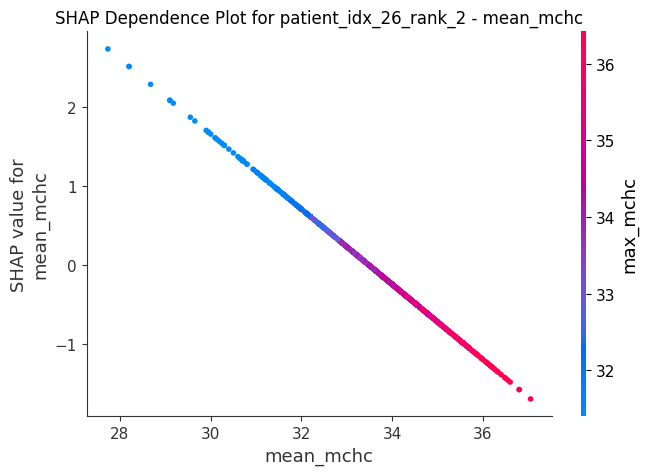 SHAP Dependence Plot for patient_idx_26_rank_2 - mean_mchc
SHAP value for
mean_mchc
2
1
0
−1
28
30
32
34
36
mean_mchc
36
35
34
33
32
max_mchc